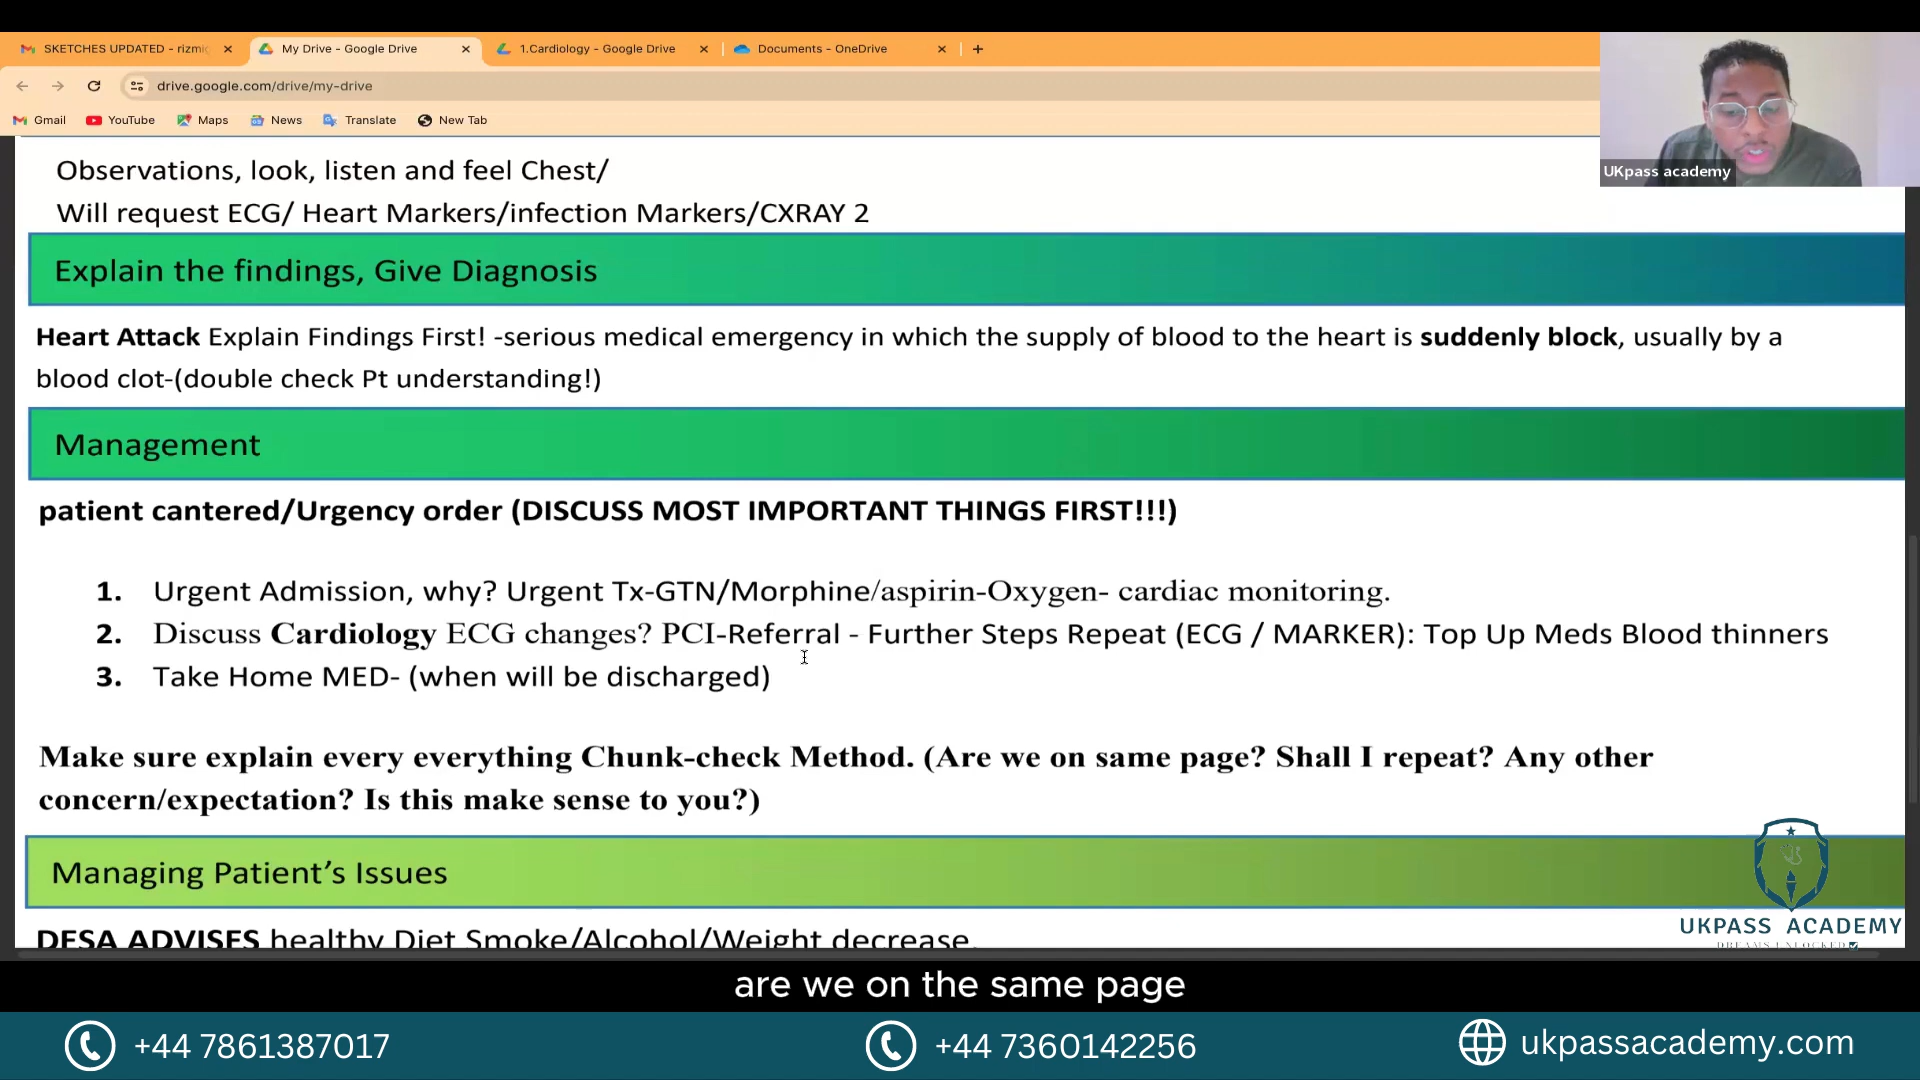 SKETCHES UPDATED - rizmi
My Drive - Google Drive
1.Cardiology - Google Drive
Documents - OneDrive
drive.google.com/drive/my-drive
Gmail
YouTube
Maps
News
Translate
New Tab
UKpass academy
Observations, look, listen and feel Chest/
Will request ECG/ Heart Markers/infection Markers/CXRAY 2
Explain the findings, Give Diagnosis
Heart Attack Explain Findings First! -serious medical emergency in which the supply of blood to the heart is suddenly block, usually by a
blood clot-(double check Pt understanding!)
Management
patient cantered/Urgency order (DISCUSS MOST IMPORTANT THINGS FIRST!!!)
1. Urgent Admission, why? Urgent Tx-GTN/Morphine/aspirin-Oxygen- cardiac monitoring.
2. Discuss Cardiology ECG changes? PCI-Referral - Further Steps Repeat (ECG / MARKER): Top Up Meds Blood thinners
3. Take Home MED- (when will be discharged)
Make sure explain every everything Chunk-check Method. (Are we on same page? Shall I repeat? Any other
concern/expectation? Is this make sense to you?)
Managing Patient's Issues
DESA ADVISES healthy Diet Smoke/Alcohol/Weight decrease.
UKPASS ACADEMY
DREAMS UNLOCKED
are we on the same page
+44 7861387017
+44 7360142256
ukpassacademy.com